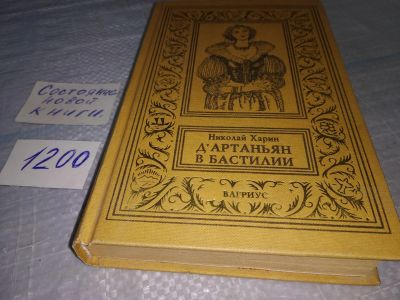 Состояние
новой
книги.
1200
Николай Харин
Д'АРТАНЬЯН
В БАСТИЛИИ
ВАГРИУС